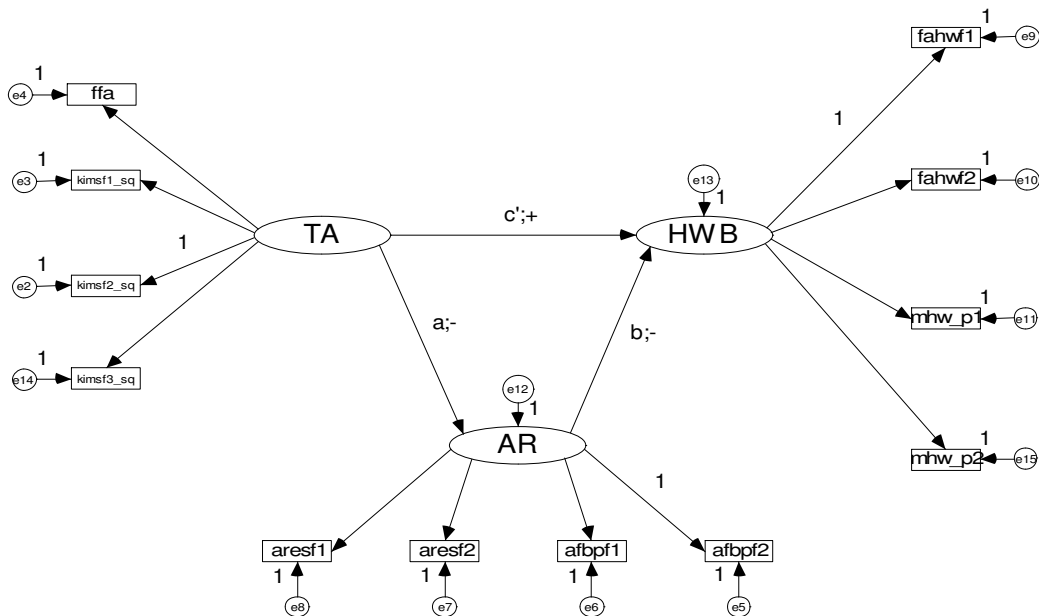 1
fahwf1
e9
1
e4
ffa
1
1
e3
kimsf1_sq
1
fahwf2
e10
e13
1
c';+
TA
HWB
1
1
e2
kimsf2_sq
1
mhw_p1
e11
a;-
b;-
1
e14
kimsf3_sq
e12
1
AR
1
mhw_p2
e15
1
aresf1
aresf2
afbpf1
afbpf2
1
1
1
1
e8
e7
e6
e5